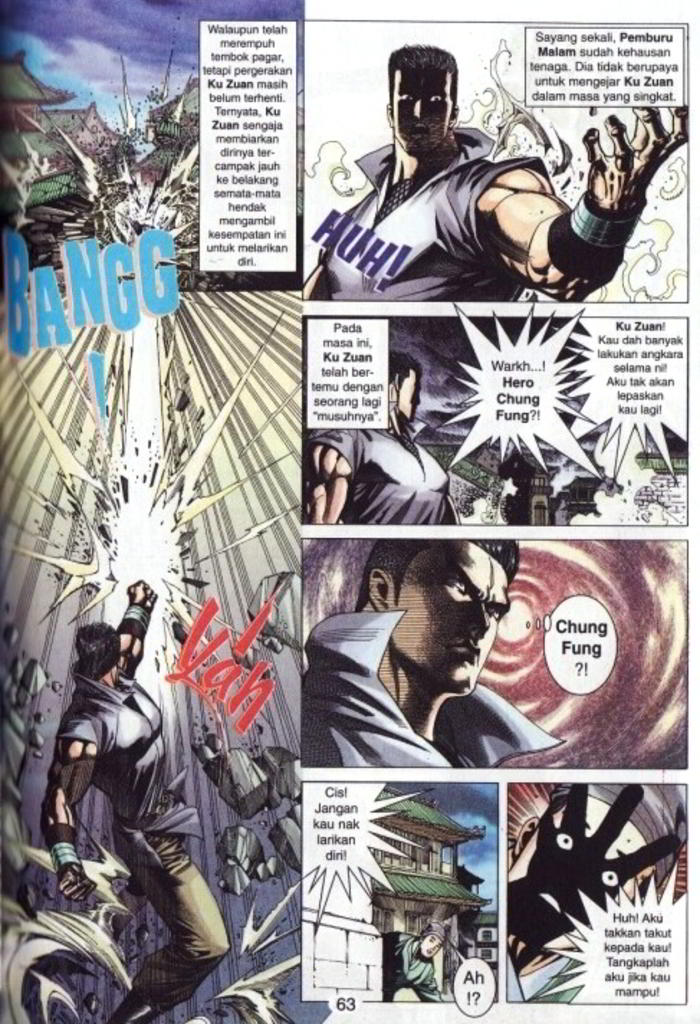 Walaupun telah
merempuh
tembok pagar,
tetapi pergerakan
Ku Zuan masih
belum terhenti.
Ternyata, Ku
Zuan sengaja
membiarkan
dirinya ter-
campak jauh
ke belakang
semata-mata
hendak
mengambil
kesempatan ini
untuk melarikan
diri.
BANGG
!
Yah
!
Sayang sekali, Pemburu
Malam sudah kehausan
tenaga. Dia tidak berupaya
untuk mengejar Ku Zuan
dalam masa yang singkat.
HUH!
Pada
masa ini,
Ku Zuan
telah ber-
temu dengan
seorang lagi
"musuhnya".
Warkh...!
Hero
Chung
Fung?!
Ku Zuan!
Kau dah banyak
lakukan angkara
selama ni!
Aku tak akan
lepaskan
kau lagi!
Chung
Fung
?!
Cis!
Jangan
kau nak
larikan
diri!
Ah
!?
Huh! Aku
takkan takut
kepada kau!
Tangkaplah
aku jika kau
mampu!
63